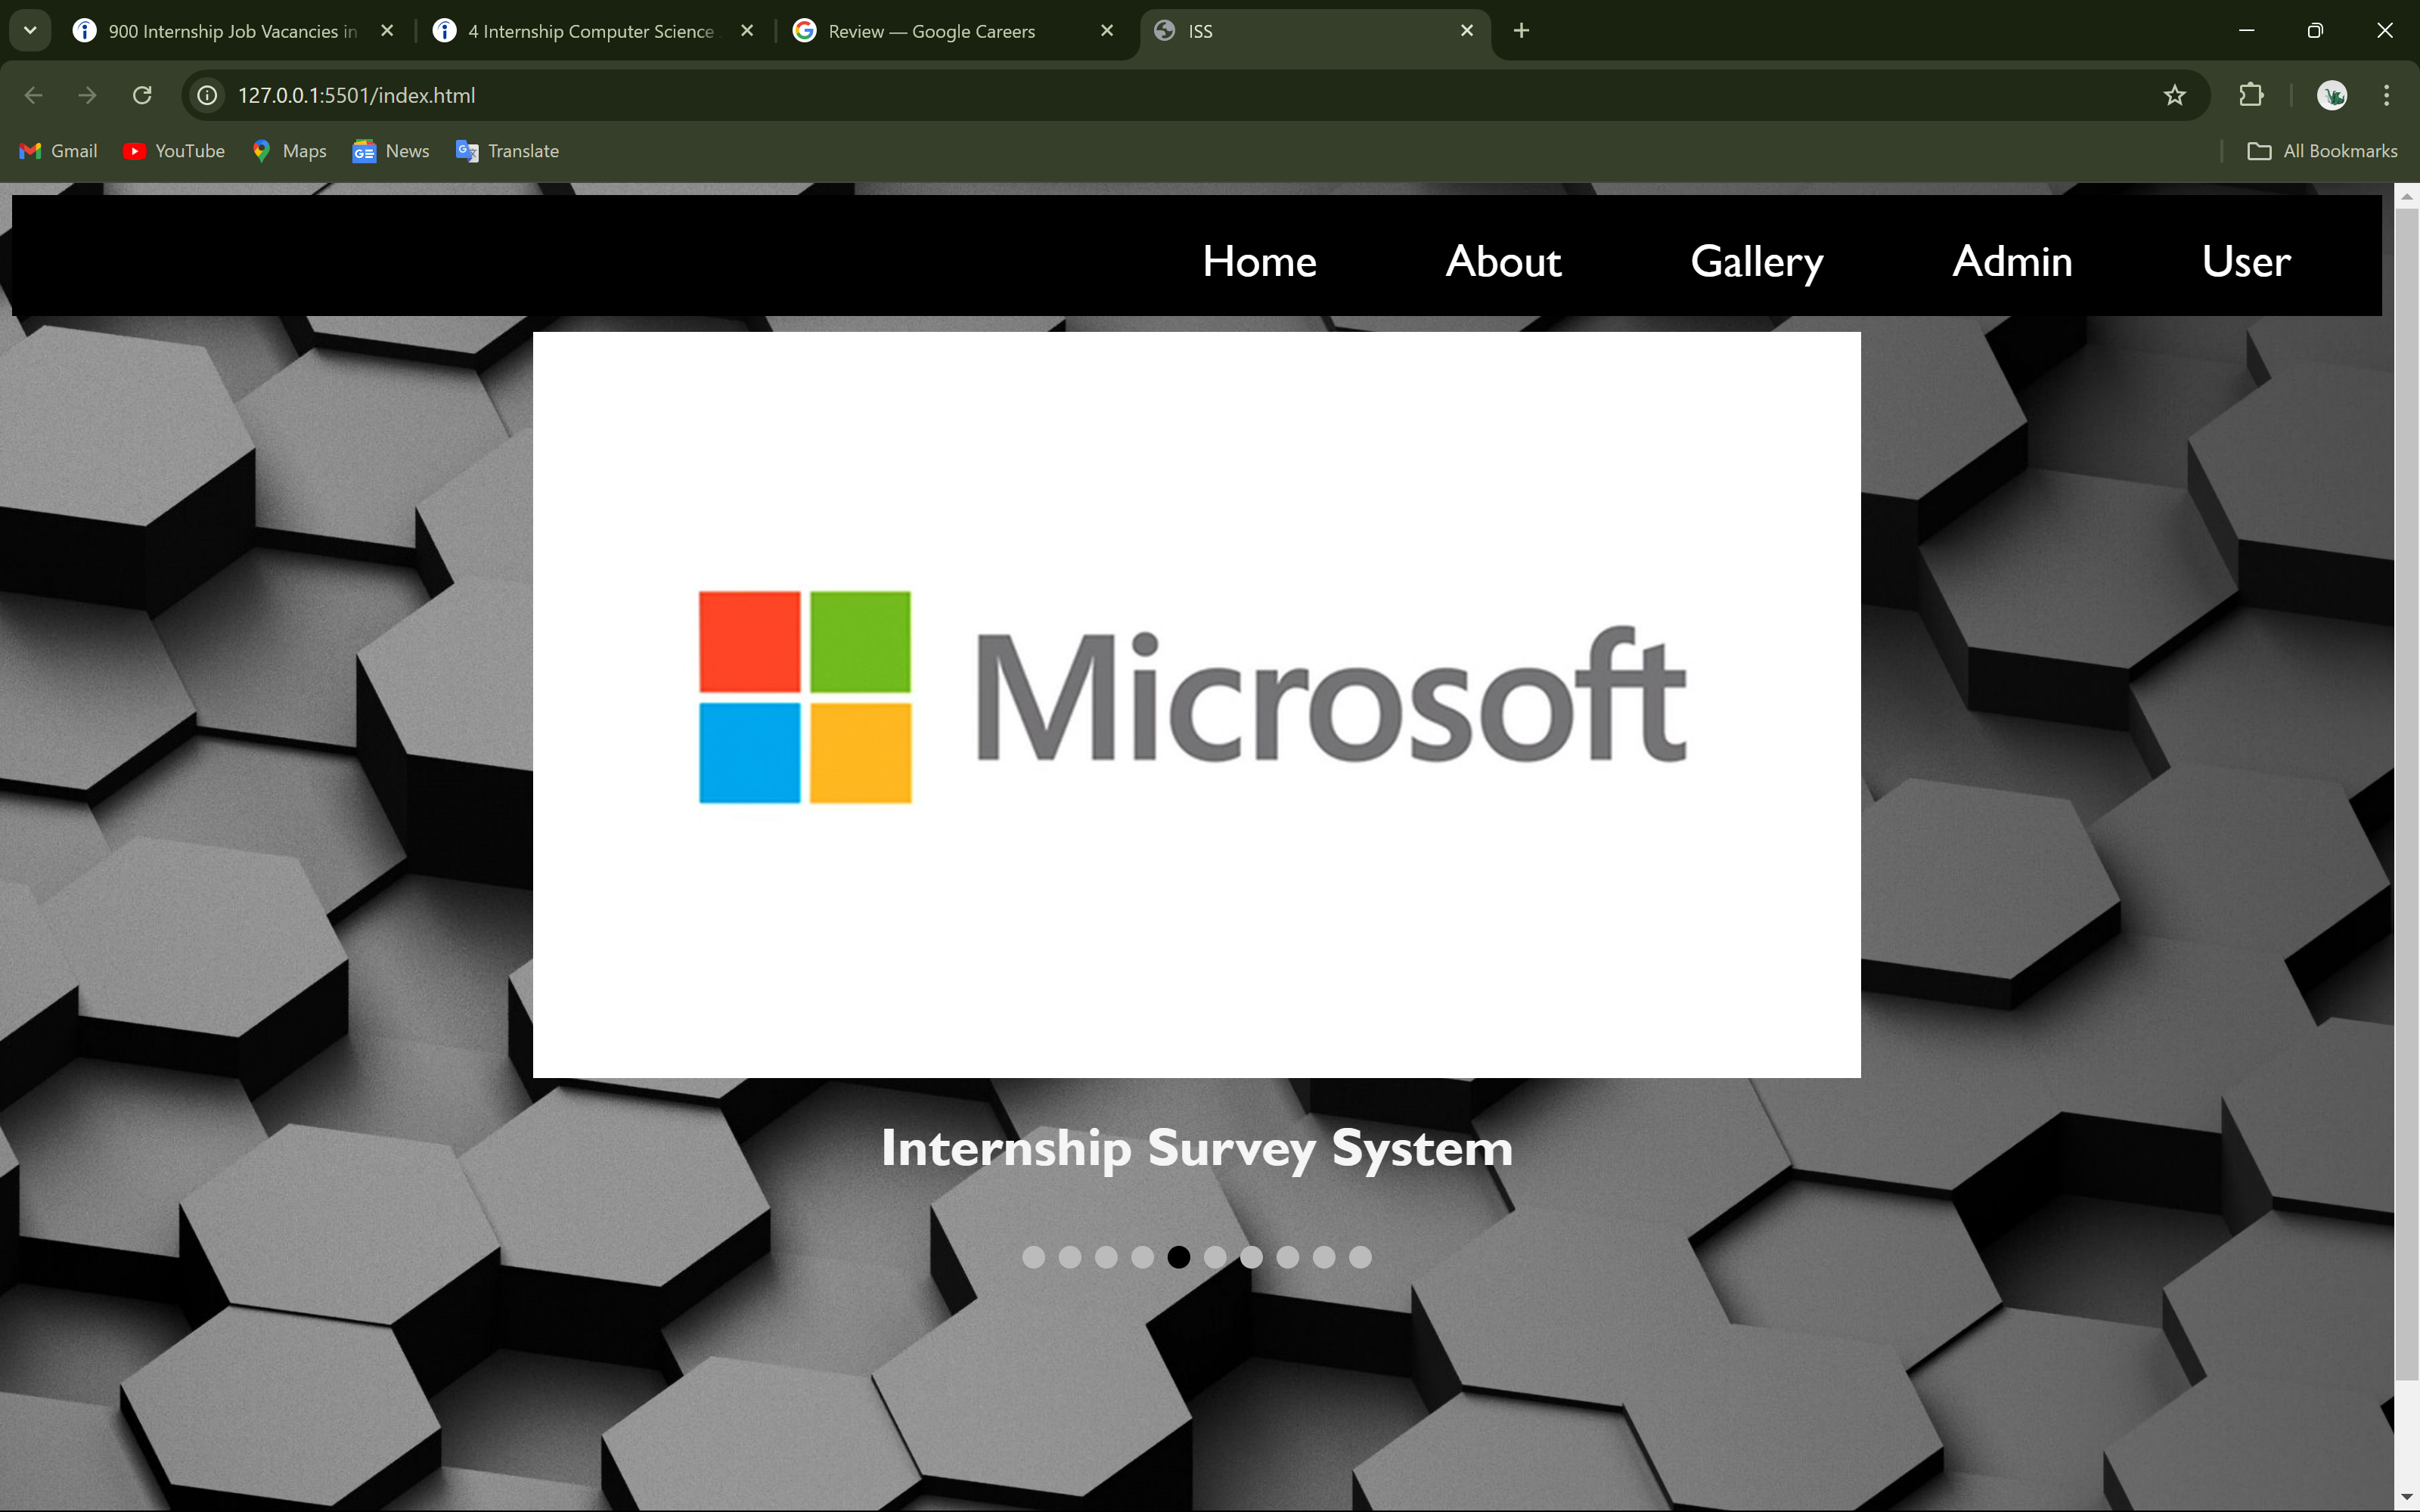 900 Internship Job Vacancies in
4 Internship Computer Science
Review — Google Careers
ISS
127.0.0.1:5501/index.html
Gmail
YouTube
Maps
News
Translate
All Bookmarks
Home
About
Gallery
Admin
User
Microsoft
Internship Survey System